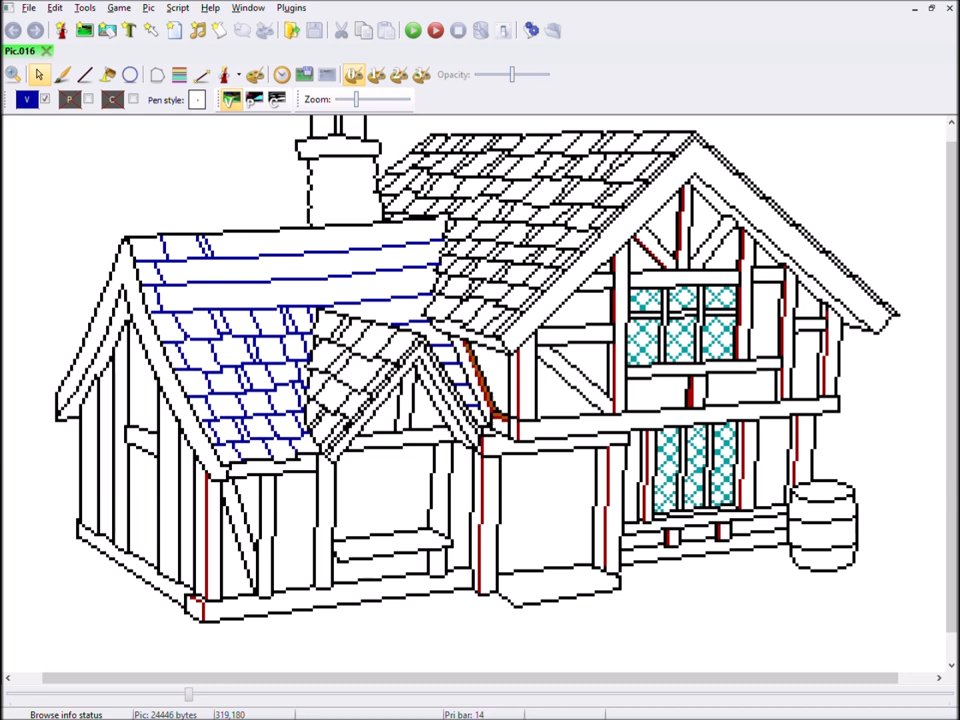 File Edit Tools Game Pic Script Help Window Plugins
Pic.016
Opacity:
V P C Pen style: V P C Zoom:
Browse info status Pic: 24446 bytes 319,180 Pri bar: 14